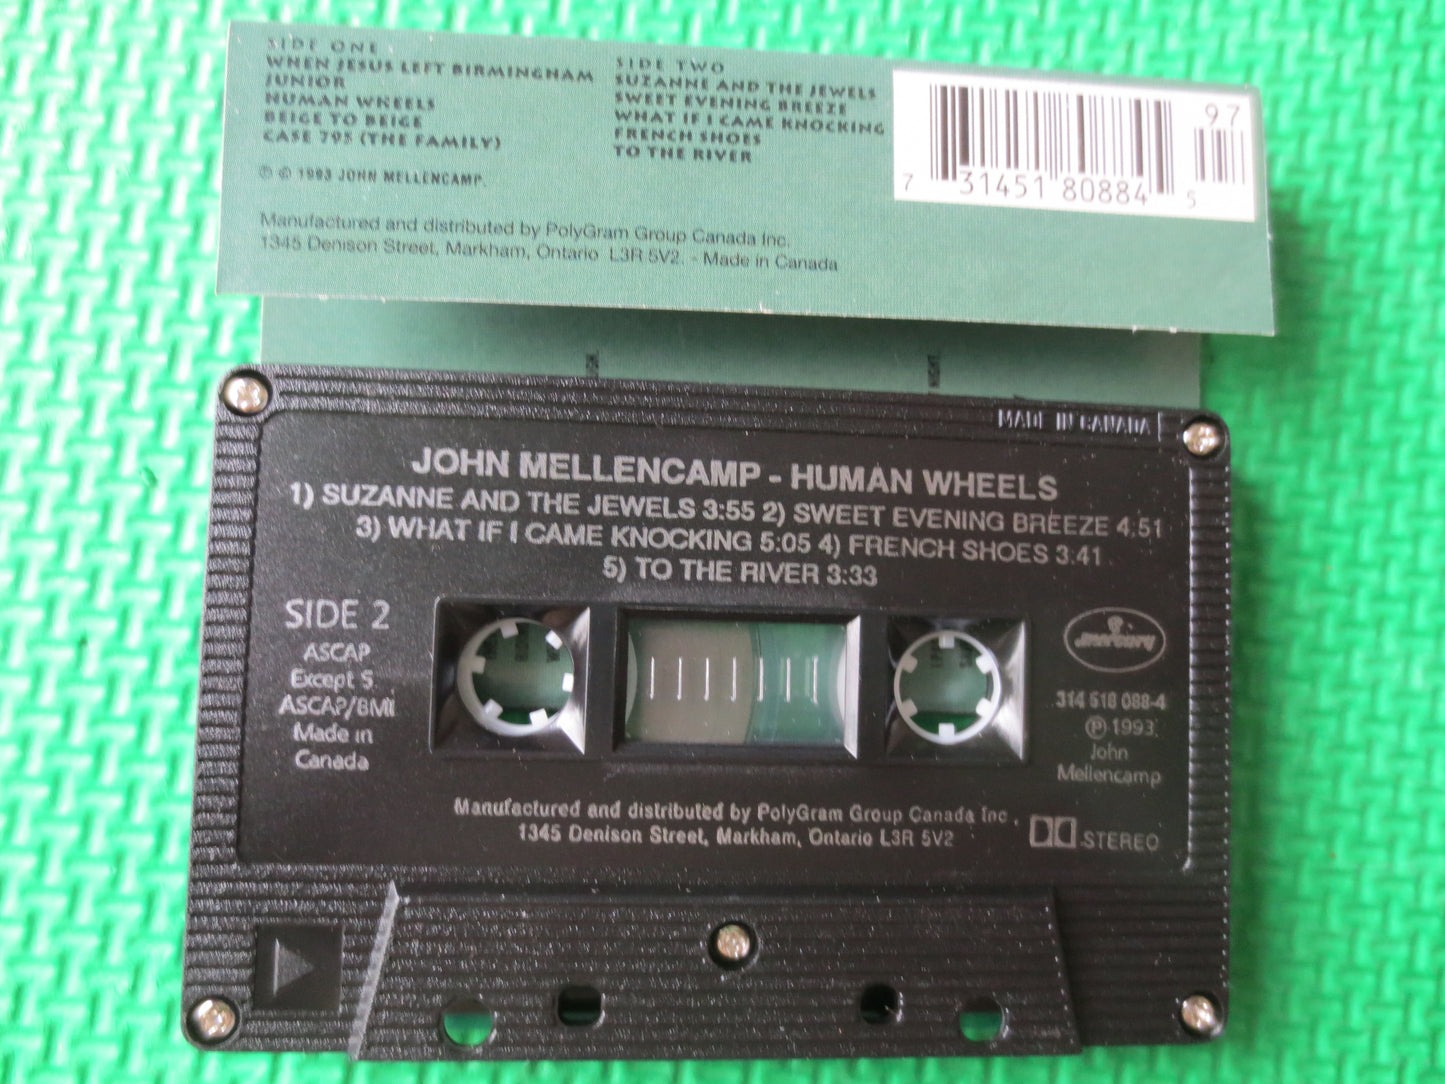 SIDE ONE
WHEN JESUS LEFT BIRMINGHAM
JUNIOR
HUMAN WHEELS
BEIGE TO BEIGE
CASE 795 (THE FAMILY)
SIDE TWO
SUZANNE AND THE JEWELS
SWEET EVENING BREEZE
WHAT IF I CAME KNOCKING
FRENCH SHOES
TO THE RIVER
℗ © 1993 JOHN MELLENCAMP.
Manufactured and distributed by PolyGram Group Canada Inc.
1345 Denison Street, Markham, Ontario L3R 5V2. - Made in Canada
97
7 31451 80884 5
MADE IN CANADA
JOHN MELLENCAMP - HUMAN WHEELS
1) SUZANNE AND THE JEWELS 3:55 2) SWEET EVENING BREEZE 4:51
3) WHAT IF I CAME KNOCKING 5:05 4) FRENCH SHOES 3:41
5) TO THE RIVER 3:33
SIDE 2
ASCAP
Except 5
ASCAP/BMI
Made in
Canada
mercury
314 518 088-4
℗ 1993
John
Mellencamp
Manufactured and distributed by PolyGram Group Canada Inc.,
1345 Denison Street, Markham, Ontario L3R 5V2
STEREO